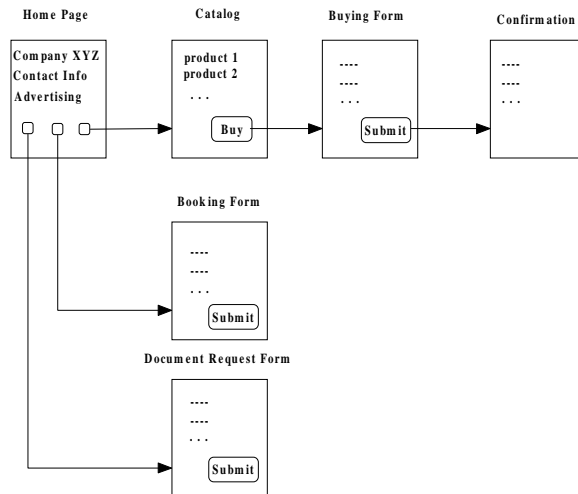 Home Page
Catalog
Buying Form
Confirmation
Company XYZ
Contact Info
Advertising
product 1
product 2
. . .
Buy
----
----
. . .
Submit
----
----
. . .
Booking Form
----
----
. . .
Submit
Document Request Form
----
----
. . .
Submit